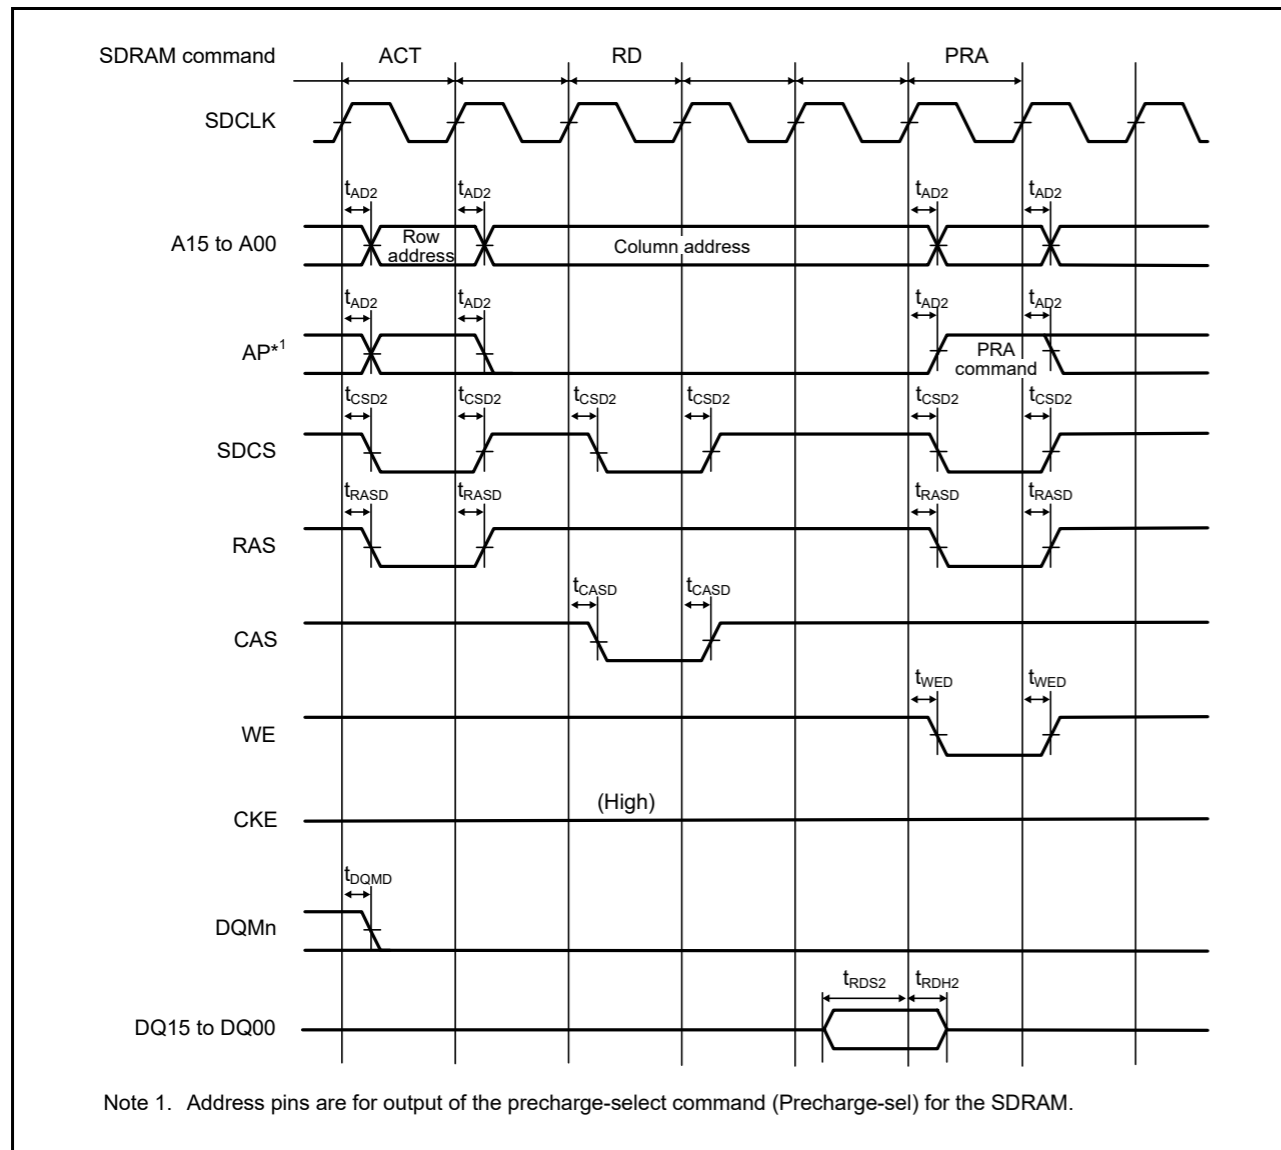 SDRAM command ACT RD PRA
SDCLK
tAD2 tAD2 tAD2 tAD2
A15 to A00 Row address Column address
tAD2 tAD2 tAD2 tAD2
AP*1 PRA command
tCSD2 tCSD2 tCSD2 tCSD2 tCSD2 tCSD2
SDCS
tRASD tRASD tRASD tRASD
RAS
tCASD tCASD
CAS
tWED tWED
WE
(High)
CKE
tDQMD
DQMn
tRDS2 tRDH2
DQ15 to DQ00
Note 1. Address pins are for output of the precharge-select command (Precharge-sel) for the SDRAM.